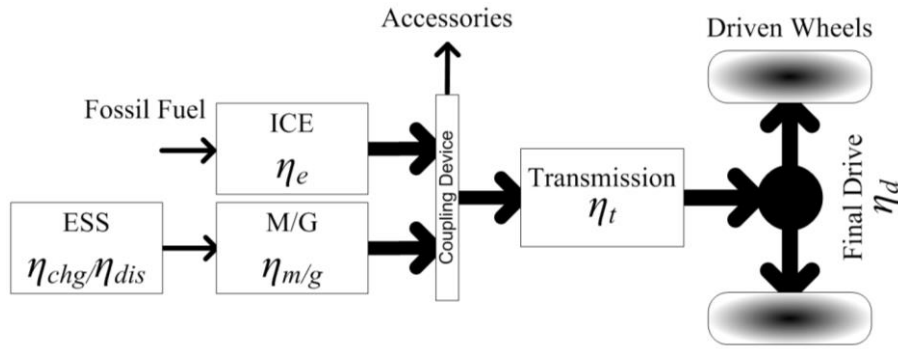 Accessories
Driven Wheels
Fossil Fuel
ICE
ηe
Coupling Device
Transmission
ηt
Final Drive
ηd
ESS
ηchg/ηdis
M/G
ηm/g